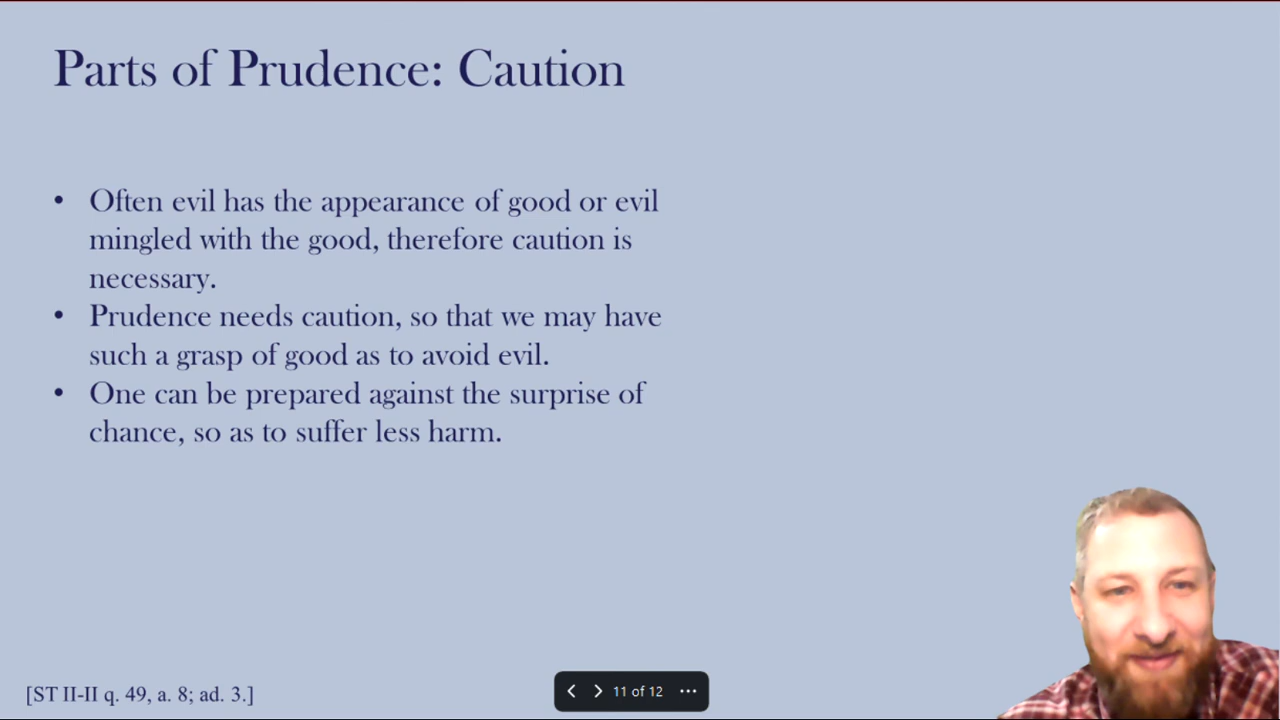 Parts of Prudence: Caution
• Often evil has the appearance of good or evil
mingled with the good, therefore caution is
necessary.
• Prudence needs caution, so that we may have
such a grasp of good as to avoid evil.
• One can be prepared against the surprise of
chance, so as to suffer less harm.
[ST II-II q. 49, a. 8; ad. 3.]
11 of 12